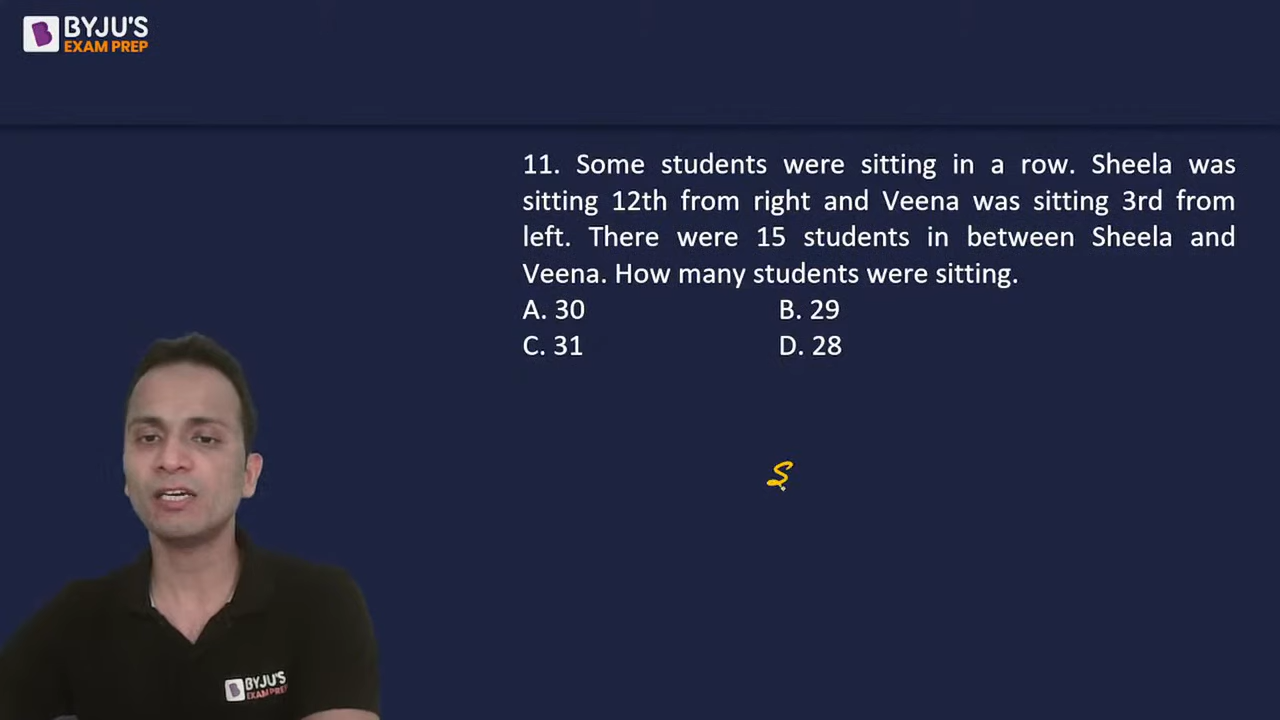 BYJU'S
EXAM PREP
11. Some students were sitting in a row. Sheela was
sitting 12th from right and Veena was sitting 3rd from
left. There were 15 students in between Sheela and
Veena. How many students were sitting.
A. 30 B. 29
C. 31 D. 28
S
BYJU'S
EXAM PREP